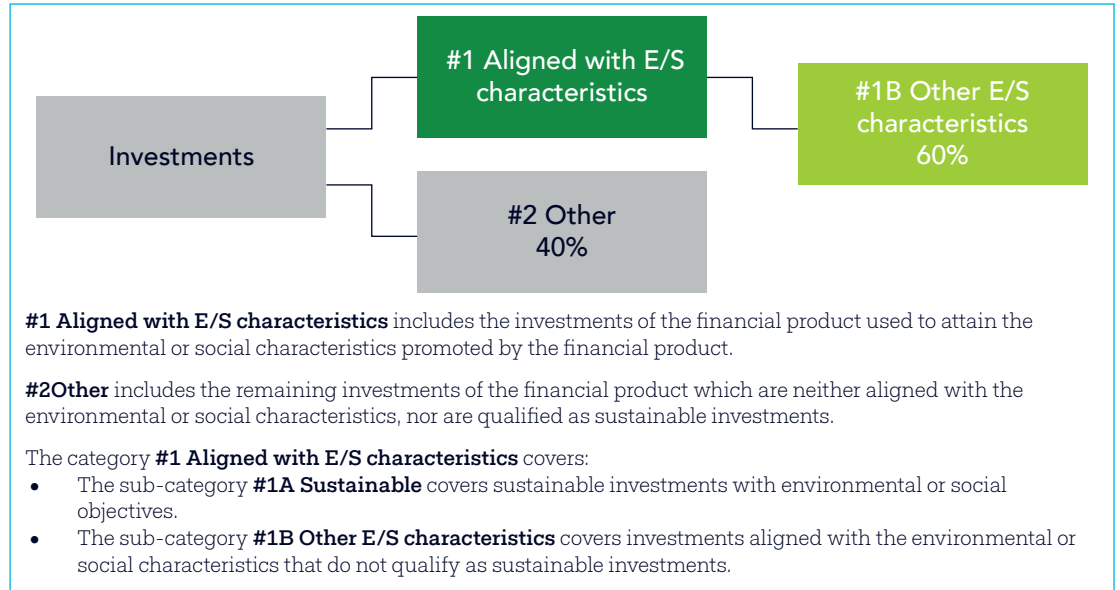 #1 Aligned with E/S
characteristics
#1B Other E/S
characteristics
60%
Investments
#2 Other
40%
#1 Aligned with E/S characteristics includes the investments of the financial product used to attain the
environmental or social characteristics promoted by the financial product.
#2Other includes the remaining investments of the financial product which are neither aligned with the
environmental or social characteristics, nor are qualified as sustainable investments.
The category #1 Aligned with E/S characteristics covers:
• The sub-category #1A Sustainable covers sustainable investments with environmental or social
objectives.
• The sub-category #1B Other E/S characteristics covers investments aligned with the environmental or
social characteristics that do not qualify as sustainable investments.